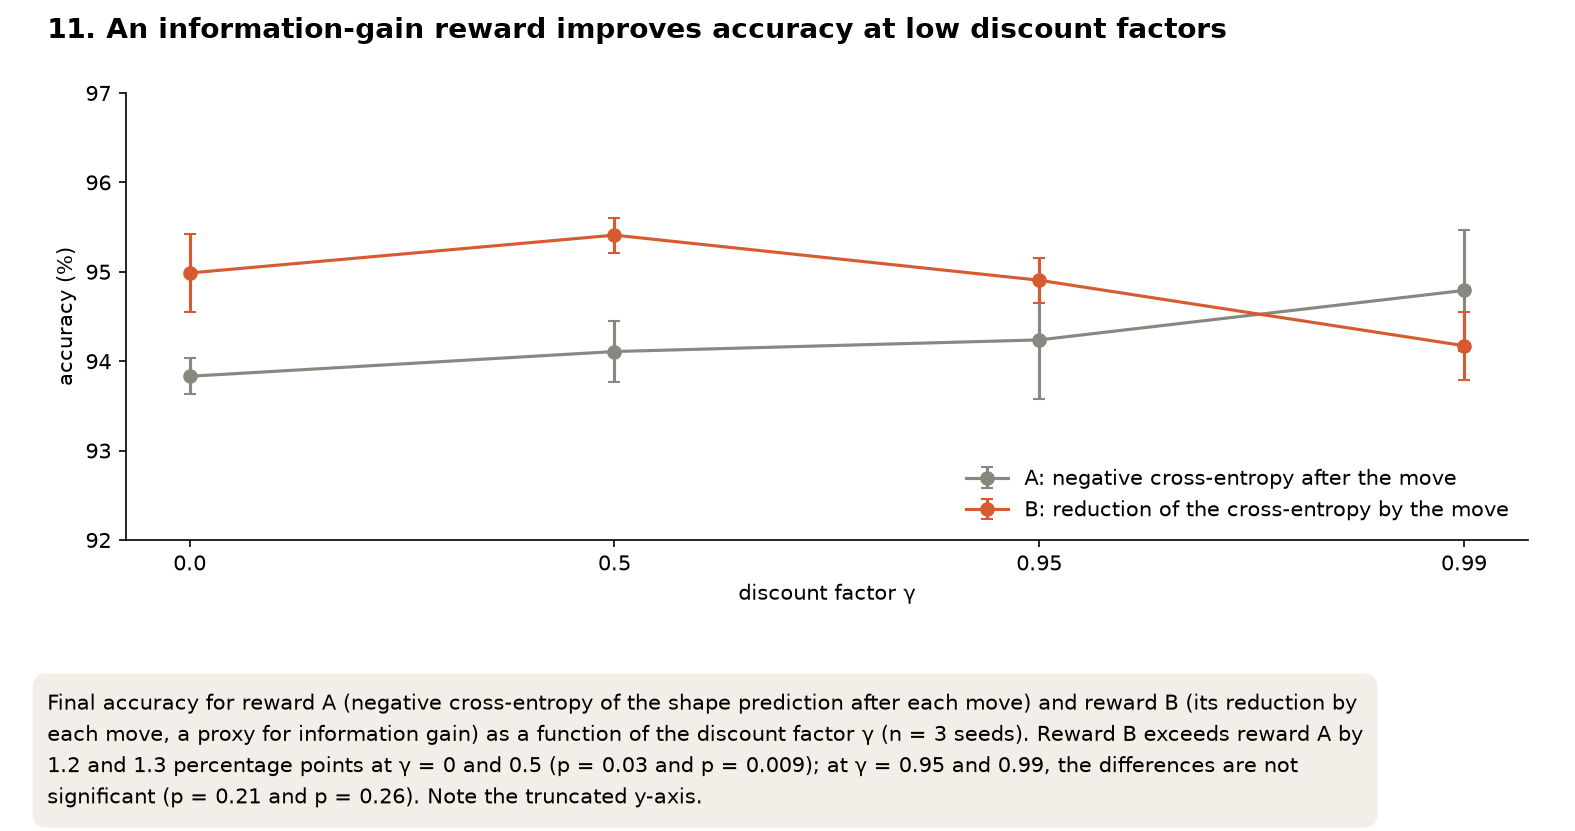 11. An information-gain reward improves accuracy at low discount factors
97
96
95
94
93
92
accuracy (%)
0.0
0.5
0.95
0.99
discount factor γ
A: negative cross-entropy after the move
B: reduction of the cross-entropy by the move
Final accuracy for reward A (negative cross-entropy of the shape prediction after each move) and reward B (its reduction by
each move, a proxy for information gain) as a function of the discount factor γ (n = 3 seeds). Reward B exceeds reward A by
1.2 and 1.3 percentage points at γ = 0 and 0.5 (p = 0.03 and p = 0.009); at γ = 0.95 and 0.99, the differences are not
significant (p = 0.21 and p = 0.26). Note the truncated y-axis.